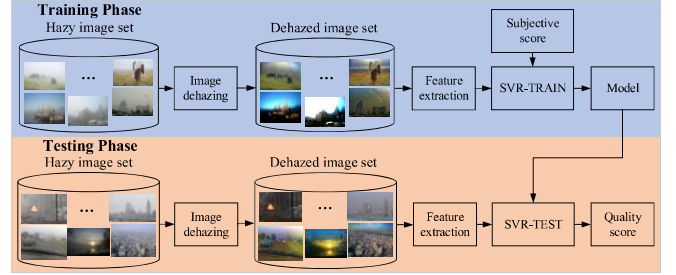 Training Phase
Hazy image set
...
Image
dehazing
Dehazed image set
...
Feature
extraction
Subjective
score
SVR-TRAIN
Model
Testing Phase
Hazy image set
...
Image
dehazing
Dehazed image set
...
Feature
extraction
SVR-TEST
Quality
score